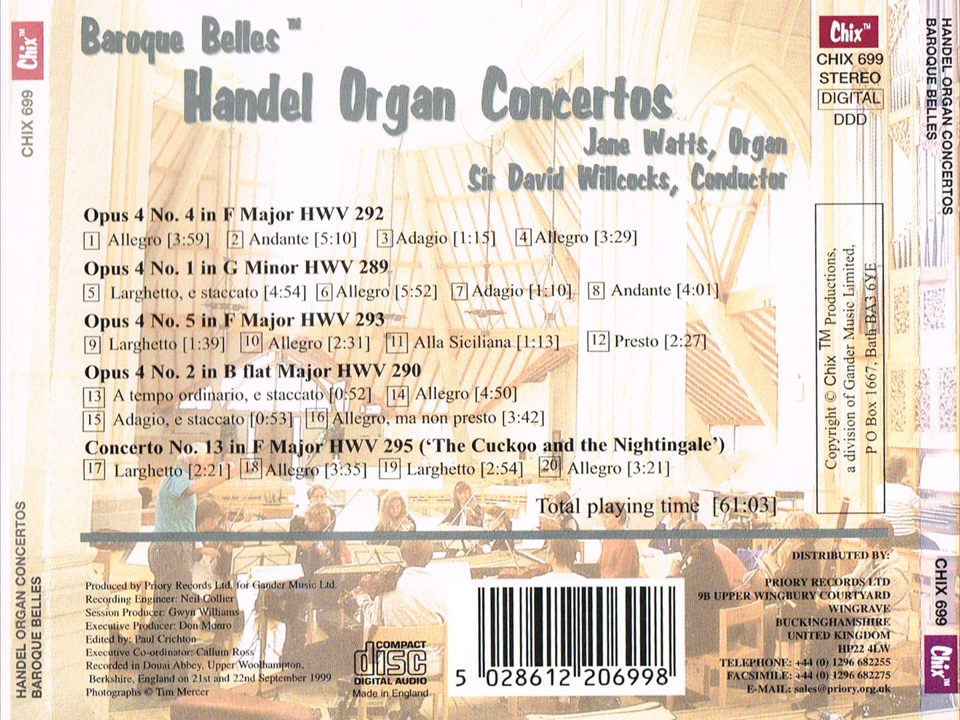 Baroque Belles™
Handel Organ Concertos
Jane Watts, Organ
Sir David Willcocks, Conductor
Opus 4 No. 4 in F Major HWV 292
1 Allegro [3:59] 2 Andante [5:10] 3 Adagio [1:15] 4 Allegro [3:29]
Opus 4 No. 1 in G Minor HWV 289
5 Larghetto, e staccato [4:54] 6 Allegro [5:52] 7 Adagio [1:10] 8 Andante [4:01]
Opus 4 No. 5 in F Major HWV 293
9 Larghetto [1:39] 10 Allegro [2:31] 11 Alla Siciliana [1:13] 12 Presto [2:27]
Opus 4 No. 2 in B flat Major HWV 290
13 A tempo ordinario, e staccato [0:52] 14 Allegro [4:50]
15 Adagio, e staccato [0:53] 16 Allegro, ma non presto [3:42]
Concerto No. 13 in F Major HWV 295 (‘The Cuckoo and the Nightingale’)
17 Larghetto [2:21] 18 Allegro [3:35] 19 Larghetto [2:54] 20 Allegro [3:21]
Total playing time [61:03]
Produced by Priory Records Ltd. for Gander Music Ltd.
Recording Engineer: Neil Collier
Session Producer: Gwyn Williams
Executive Producer: Don Monro
Edited by: Paul Crichton
Executive Co-ordinator: Callum Ross
Recorded in Douai Abbey, Upper Woolhampton,
Berkshire, England on 21st and 22nd September 1999
Photographs © Tim Mercer
COMPACT
disc
DIGITAL AUDIO
Made in England
5 028612 206998
DISTRIBUTED BY:
PRIORY RECORDS LTD
9B UPPER WINGBURY COURTYARD
WINGRAVE
BUCKINGHAMSHIRE
UNITED KINGDOM
HP22 4LW
TELEPHONE: +44 (0) 1296 682255
FACSIMILE: +44 (0) 1296 682275
E-MAIL: sales@priory.org.uk
Chix™
CHIX 699
STEREO
DIGITAL
DDD
Copyright © Chix™ Productions,
a division of Gander Music Limited,
P O Box 1667, Bath BA3 6YE
Chix™
CHIX 699
HANDEL ORGAN CONCERTOS
BAROQUE BELLES
HANDEL ORGAN CONCERTOS
BAROQUE BELLES
CHIX 699
Chix™